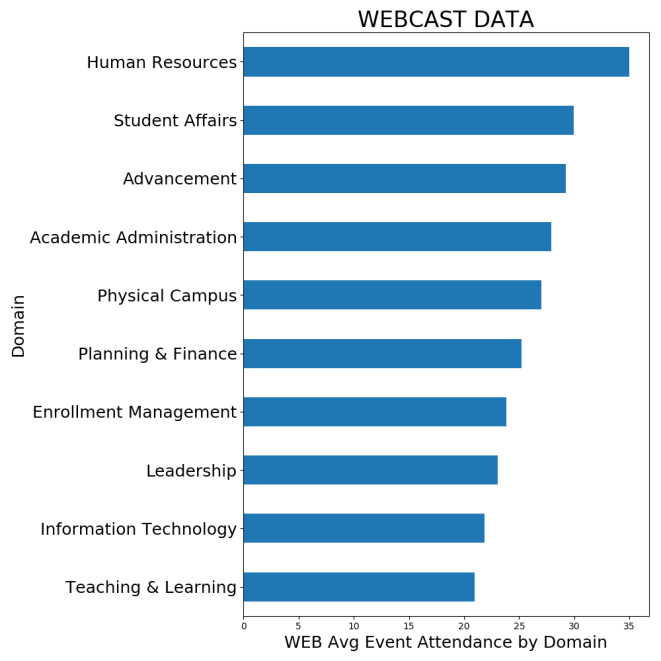 WEBCAST DATA
Human Resources
Student Affairs
Advancement
Academic Administration
Physical Campus
Planning & Finance
Enrollment Management
Leadership
Information Technology
Teaching & Learning
Domain
0 5 10 15 20 25 30 35
WEB Avg Event Attendance by Domain